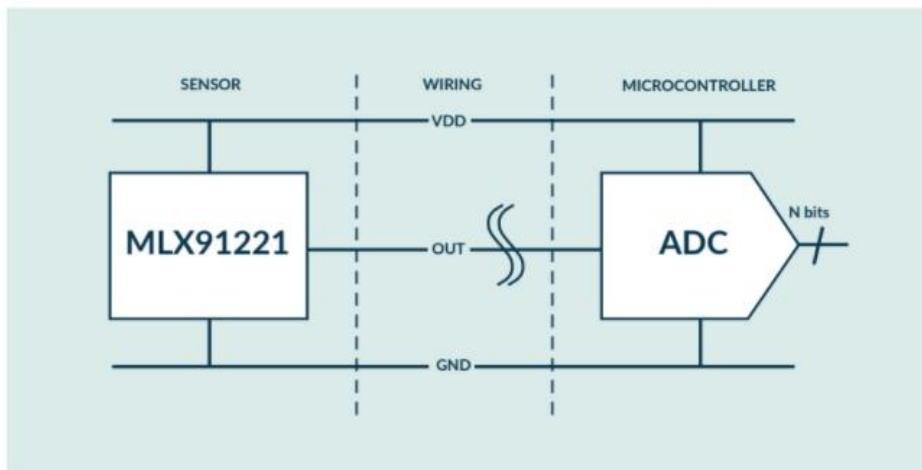 SENSOR
WIRING
MICROCONTROLLER
VDD
N bits
MLX91221
OUT
ADC
GND